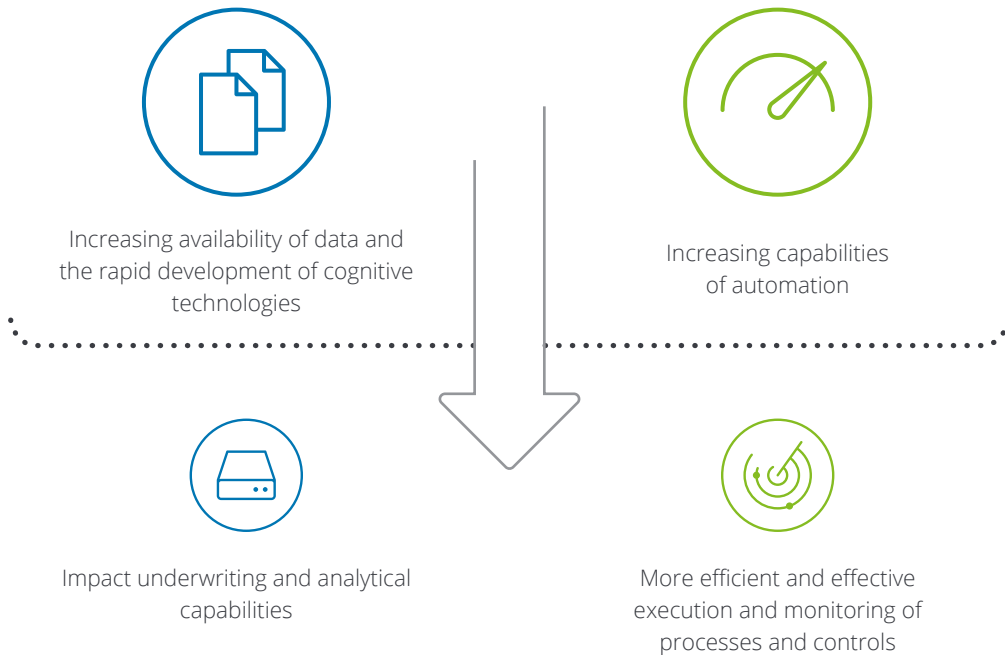 Increasing availability of data and
the rapid development of cognitive
technologies
Increasing capabilities
of automation
Impact underwriting and analytical
capabilities
More efficient and effective
execution and monitoring of
processes and controls